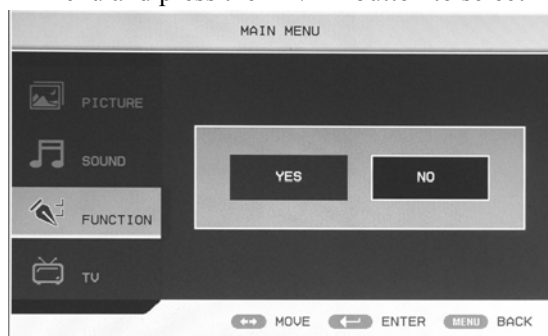 MAIN MENU
PICTURE
SOUND
YES NO
FUNCTION
TV
MOVE ENTER MENU BACK